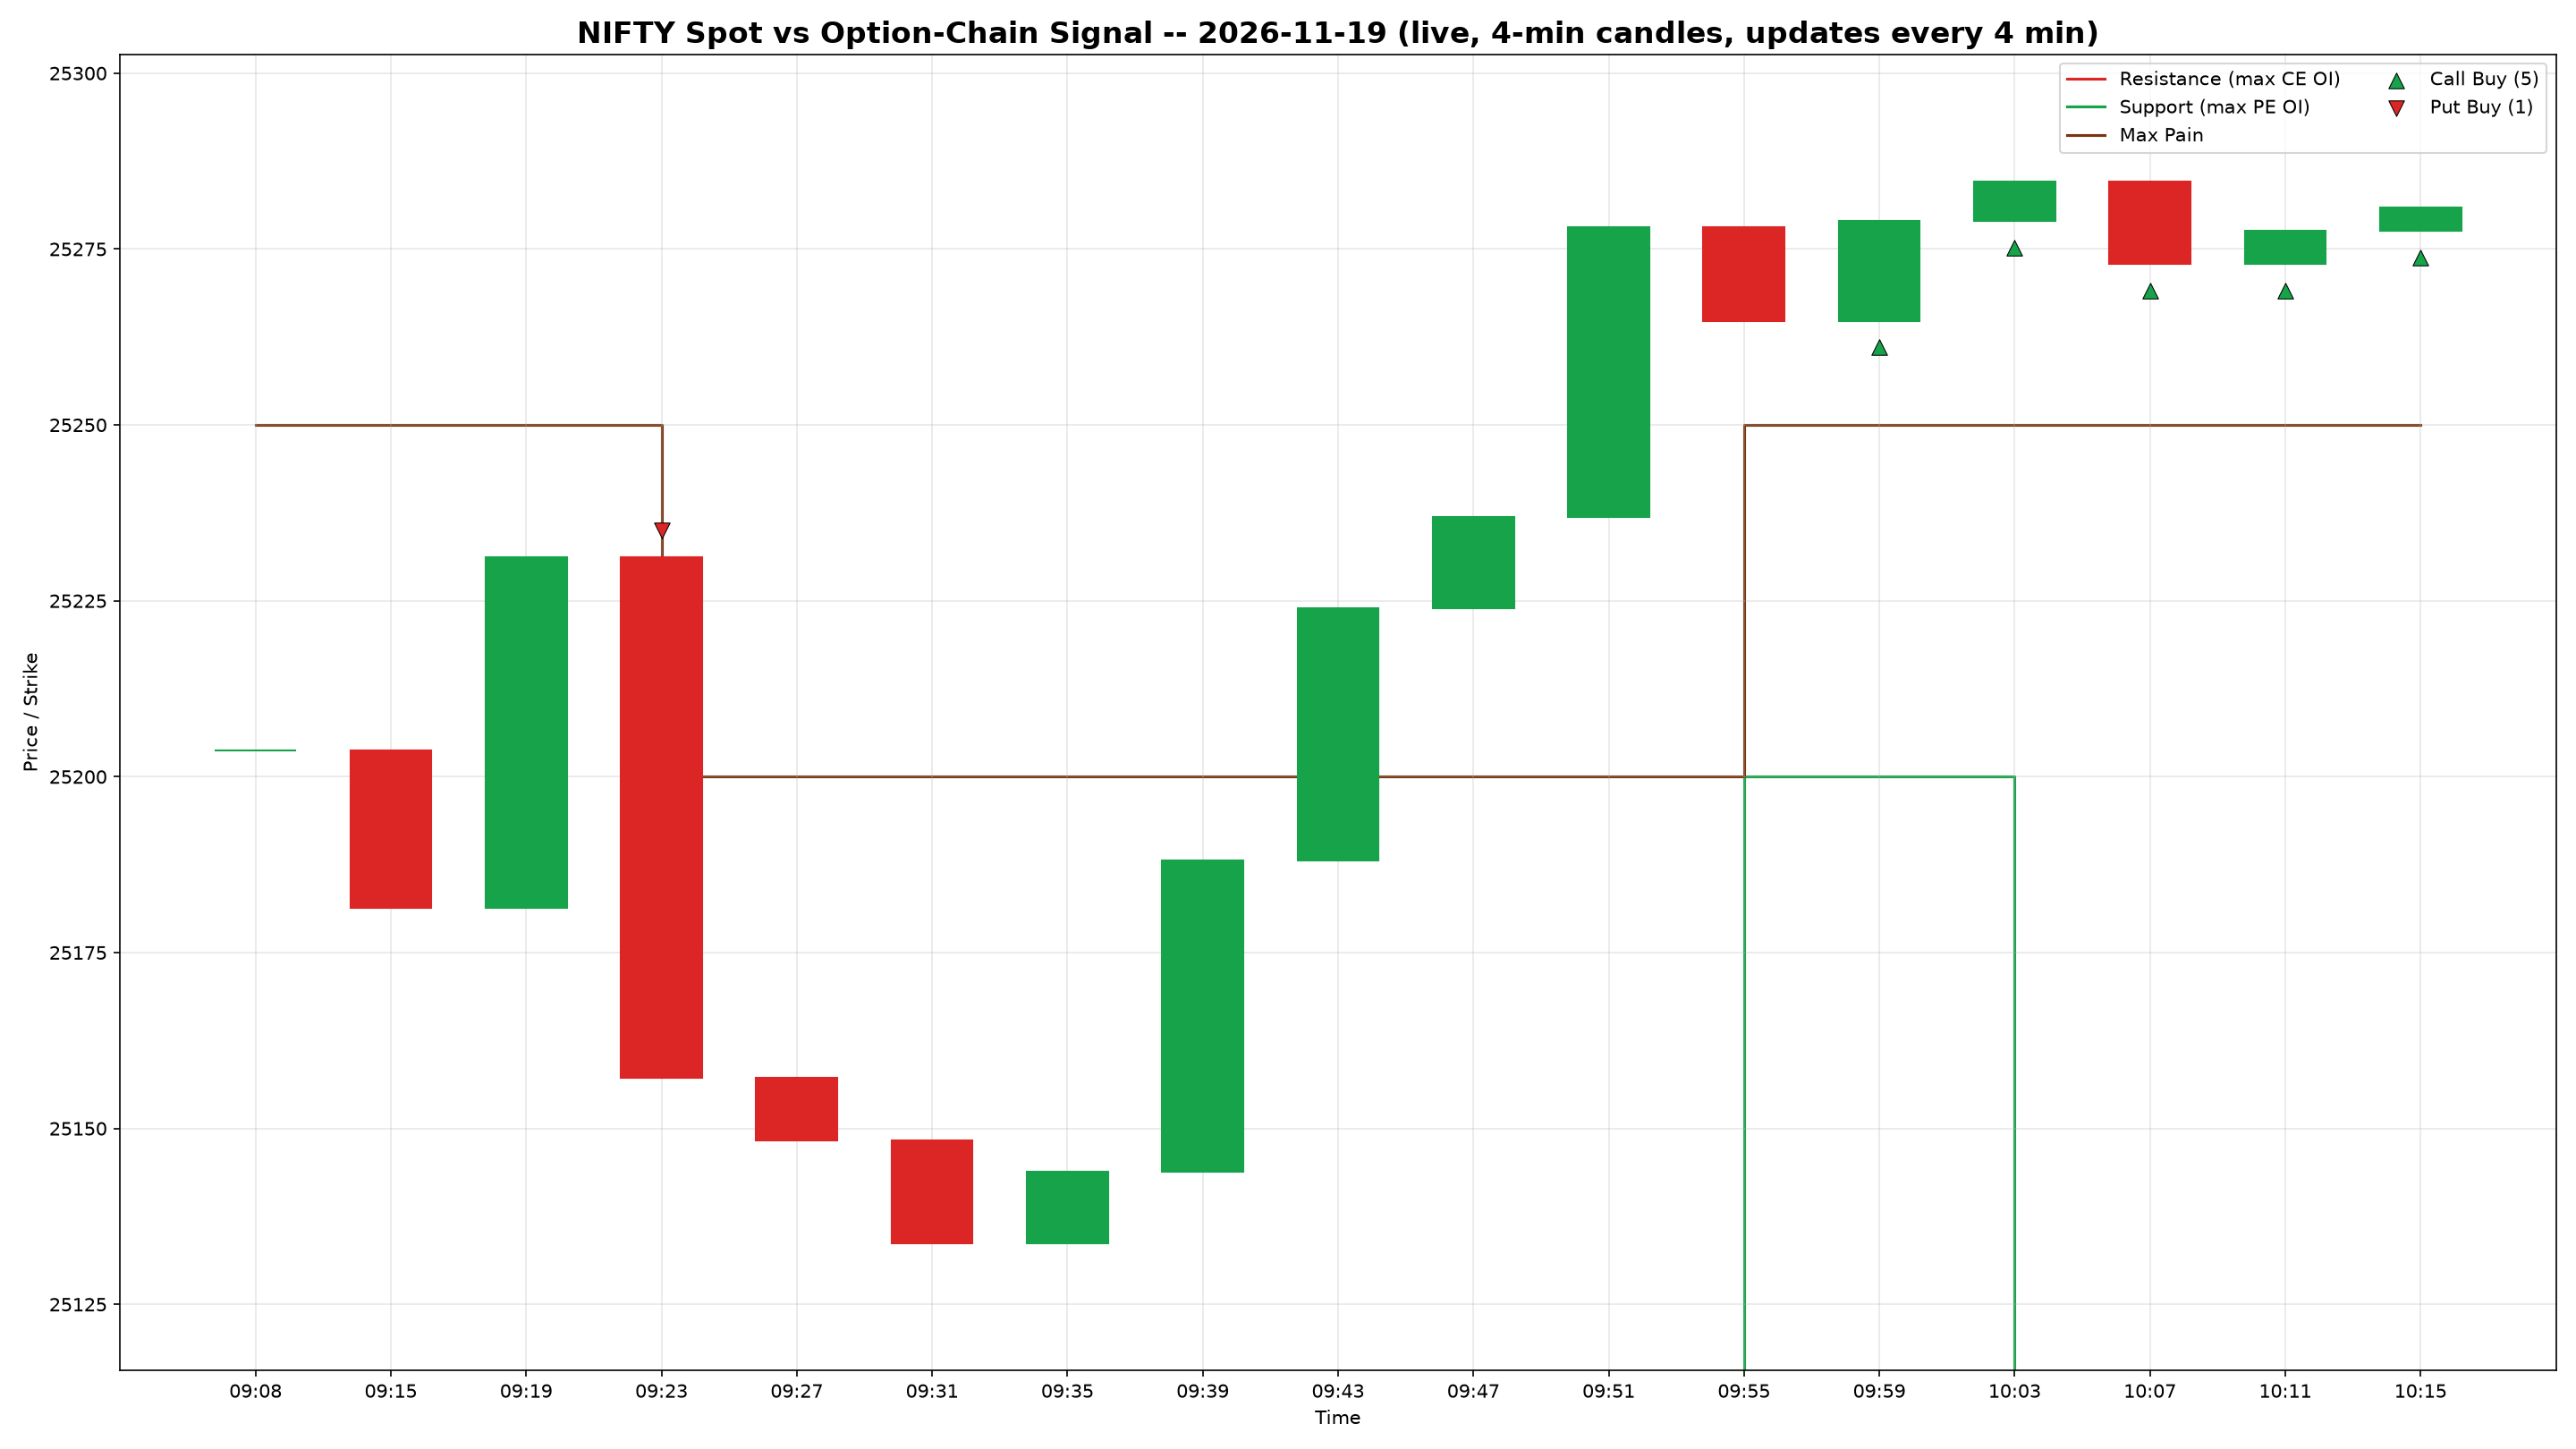 NIFTY Spot vs Option-Chain Signal -- 2026-11-19 (live, 4-min candles, updates every 4 min)
Resistance (max CE OI)
Support (max PE OI)
Max Pain
Call Buy (5)
Put Buy (1)
Price / Strike
25300
25275
25250
25225
25200
25175
25150
25125
09:08 09:15 09:19 09:23 09:27 09:31 09:35 09:39 09:43 09:47 09:51 09:55 09:59 10:03 10:07 10:11 10:15
Time